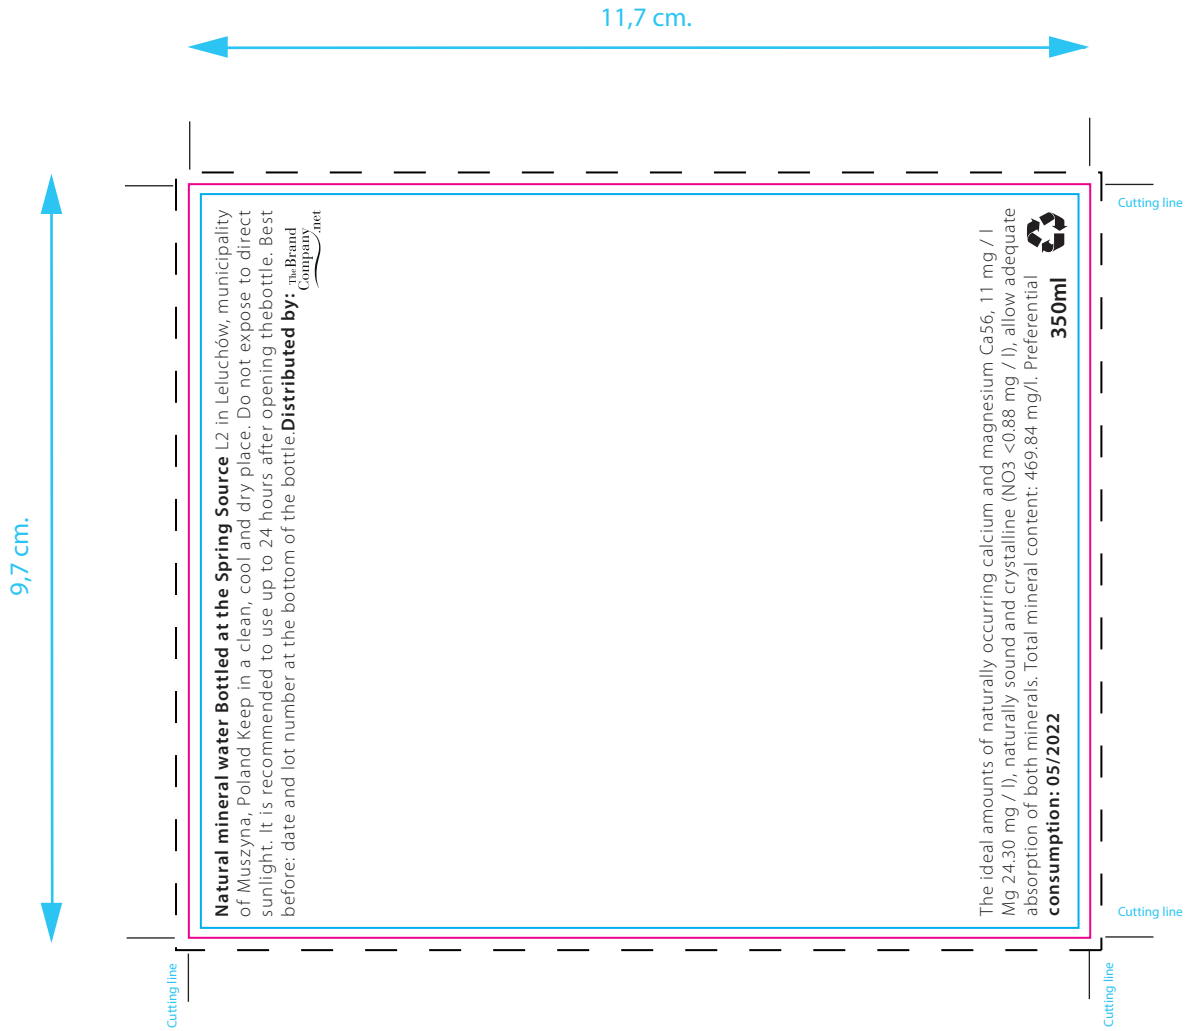 11,7 cm.
9,7 cm.
Cutting line
Natural mineral water Bottled at the Spring Source L2 in Leluchów, municipality
of Muszyna, Poland Keep in a clean, cool and dry place. Do not expose to direct
sunlight. It is recommended to use up to 24 hours after opening thebottle. Best
before: date and lot number at the bottom of the bottle.Distributed by:
The Brand
Company
.net
The ideal amounts of naturally occurring calcium and magnesium Ca56, 11 mg / l
Mg 24.30 mg / l), naturally sound and crystalline (NO3 <0.88 mg / l), allow adequate
absorption of both minerals. Total mineral content: 469.84 mg/l. Preferential
consumption: 05/2022
350ml
Cutting line
Cutting line
Cutting line